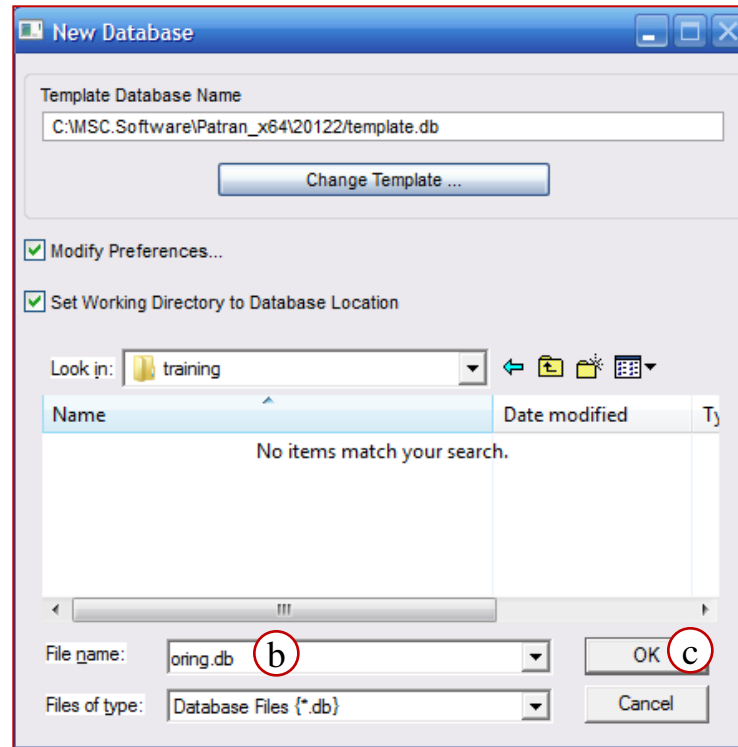 New Database
Template Database Name
C:\MSC.Software\Patran_x64\20122/template.db
Change Template ...
Modify Preferences...
Set Working Directory to Database Location
Look in: training
Name Date modified Ty
No items match your search.
File name: oring.db b OK c
Files of type: Database Files {*.db} Cancel